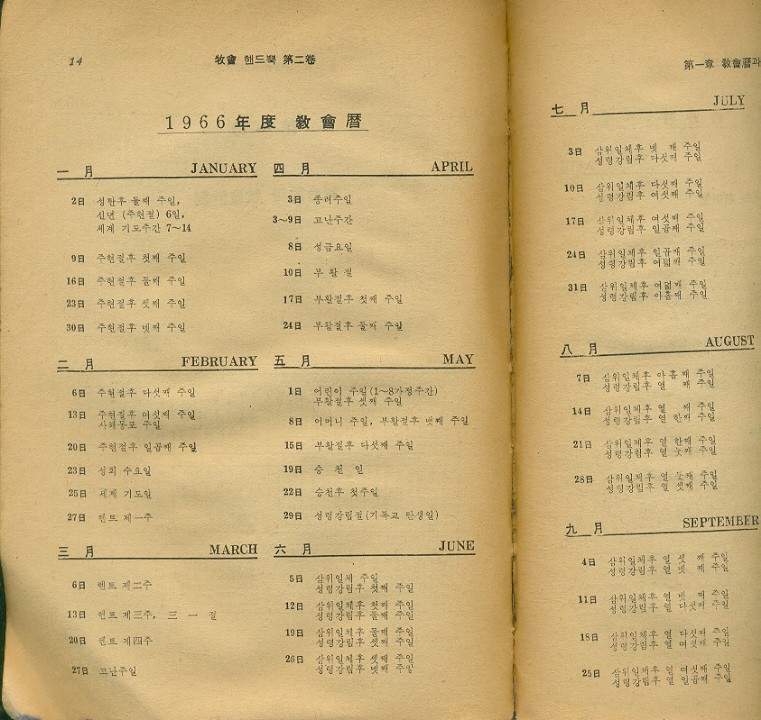 14
牧會 핸드북 第二卷
1966年度 敎會曆
一月 JANUARY
2日 성탄후 둘째 주일,
신년 (주현절) 6일,
세계 기도주간 7~14
9日 주현절후 첫째 주일
16日 주현절후 둘째 주일
23日 주현절후 셋째 주일
30日 주현절후 넷째 주일
二月 FEBRUARY
6日 주현절후 다섯째 주일
13日 주현절후 여섯째 주일
사해동포 주일
20日 주현절후 일곱째 주일
23日 성회 수요일
25日 세계 기도일
27日 렌트 제一주
三月 MARCH
6日 렌트 제二주
13日 렌트 제三주, 三一절
20日 렌트 제四주
27日 고난주일
四月 APRIL
3日 종려주일
3~9日 고난주간
8日 성금요일
10日 부활절
17日 부활절후 첫째 주일
24日 부활절후 둘째 주일
五月 MAY
1日 어린이 주일(1~8가정주간)
부활절후 셋째 주일
8日 어머니 주일, 부활절후 넷째 주일
15日 부활절후 다섯째 주일
19日 승천일
22日 승천후 첫주일
29日 성령강림절(기독교 탄생일)
六月 JUNE
5日 삼위일체 주일
성령강림후 첫째 주일
12日 삼위일체후 첫째 주일
성령강림후 둘째 주일
19日 삼위일체후 둘째 주일
성령강림후 셋째 주일
26日 삼위일체후 셋째 주일
성령강림후 넷째 주일
第一章 敎會曆과
七月 JULY
3日 삼위일체후 넷째 주일
성령강림후 다섯째 주일
10日 삼위일체후 다섯째 주일
성령강림후 여섯째 주일
17日 삼위일체후 여섯째 주일
성령강림후 일곱째 주일
24日 삼위일체후 일곱째 주일
성령강림후 여덟째 주일
31日 삼위일체후 여덟째 주일
성령강림후 아홉째 주일
八月 AUGUST
7日 삼위일체후 아홉째 주일
성령강림후 열째 주일
14日 삼위일체후 열째 주일
성령강림후 열한째 주일
21日 삼위일체후 열한째 주일
성령강림후 열둣째 주일
28日 삼위일체후 열둣째 주일
성령강림후 열셋째 주일
九月 SEPTEMBER
4日 삼위일체후 열셋째 주일
성령강림후 열넷째 주일
11日 삼위일체후 열넷째 주일
성령강림후 열다섯째 주일
18日 삼위일체후 열다섯째 주일
성령강림후 열여섯째 주일
25日 삼위일체후 열여섯째 주일
성령강림후 열일곱째 주일